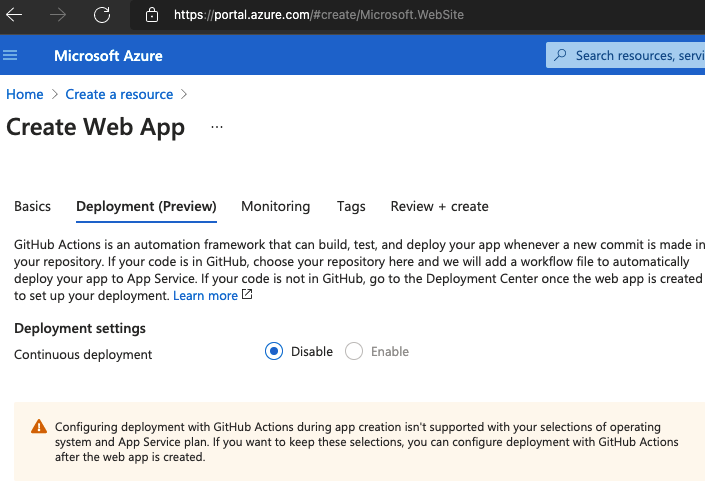 https://portal.azure.com/#create/Microsoft.WebSite
Microsoft Azure
Search resources, servi
Home > Create a resource >
Create Web App ...
Basics Deployment (Preview) Monitoring Tags Review + create
GitHub Actions is an automation framework that can build, test, and deploy your app whenever a new commit is made in
your repository. If your code is in GitHub, choose your repository here and we will add a workflow file to automatically
deploy your app to App Service. If your code is not in GitHub, go to the Deployment Center once the web app is created
to set up your deployment. Learn more
Deployment settings
Continuous deployment Disable Enable
Configuring deployment with GitHub Actions during app creation isn't supported with your selections of operating
system and App Service plan. If you want to keep these selections, you can configure deployment with GitHub Actions
after the web app is created.